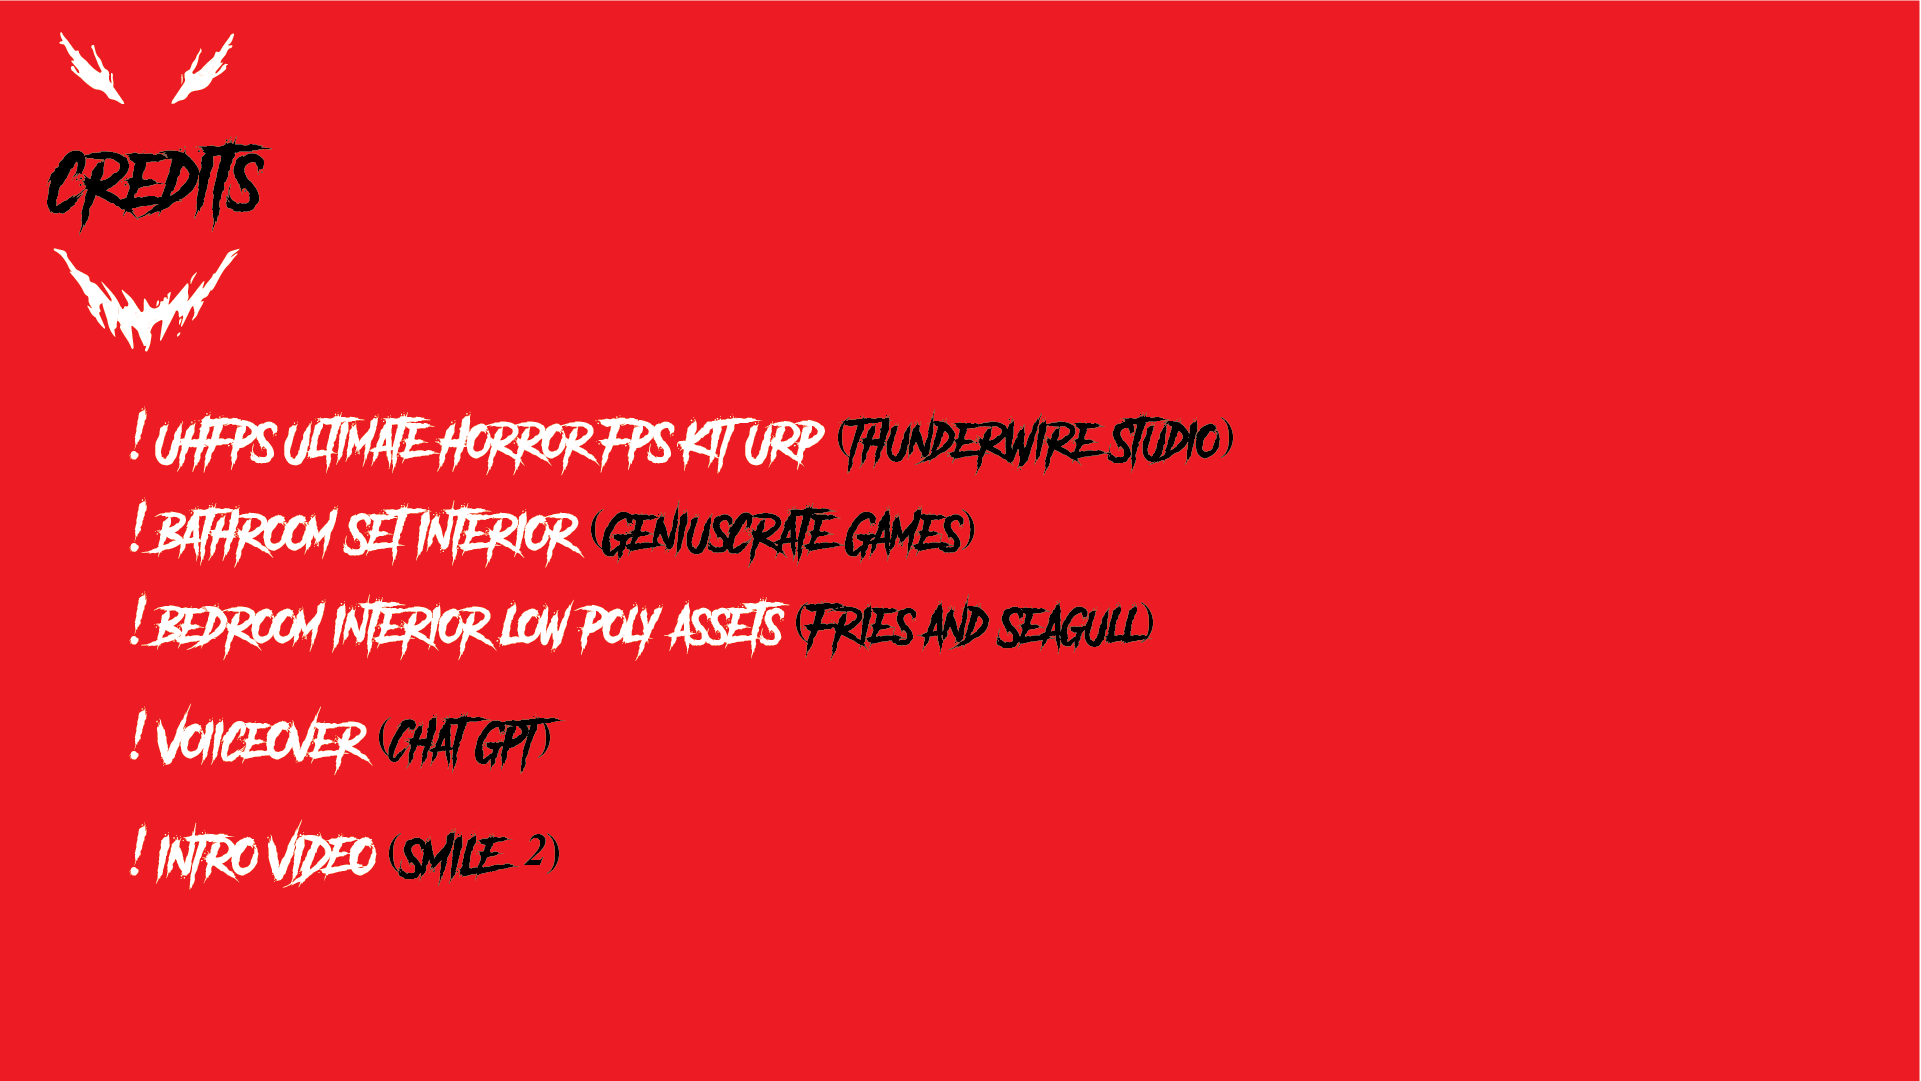 CREDITS
! UHFPS ULTIMATE HORROR FPS KIT URP (THUNDERWIRE STUDIO)
! BATHROOM SET INTERIOR (GENIUSCRATE GAMES)
! BEDROOM INTERIOR LOW POLY ASSETS (FRIES AND SEAGULL)
! VOIICEOVER (CHAT GPT)
! INTRO VIDEO (SMILE 2)